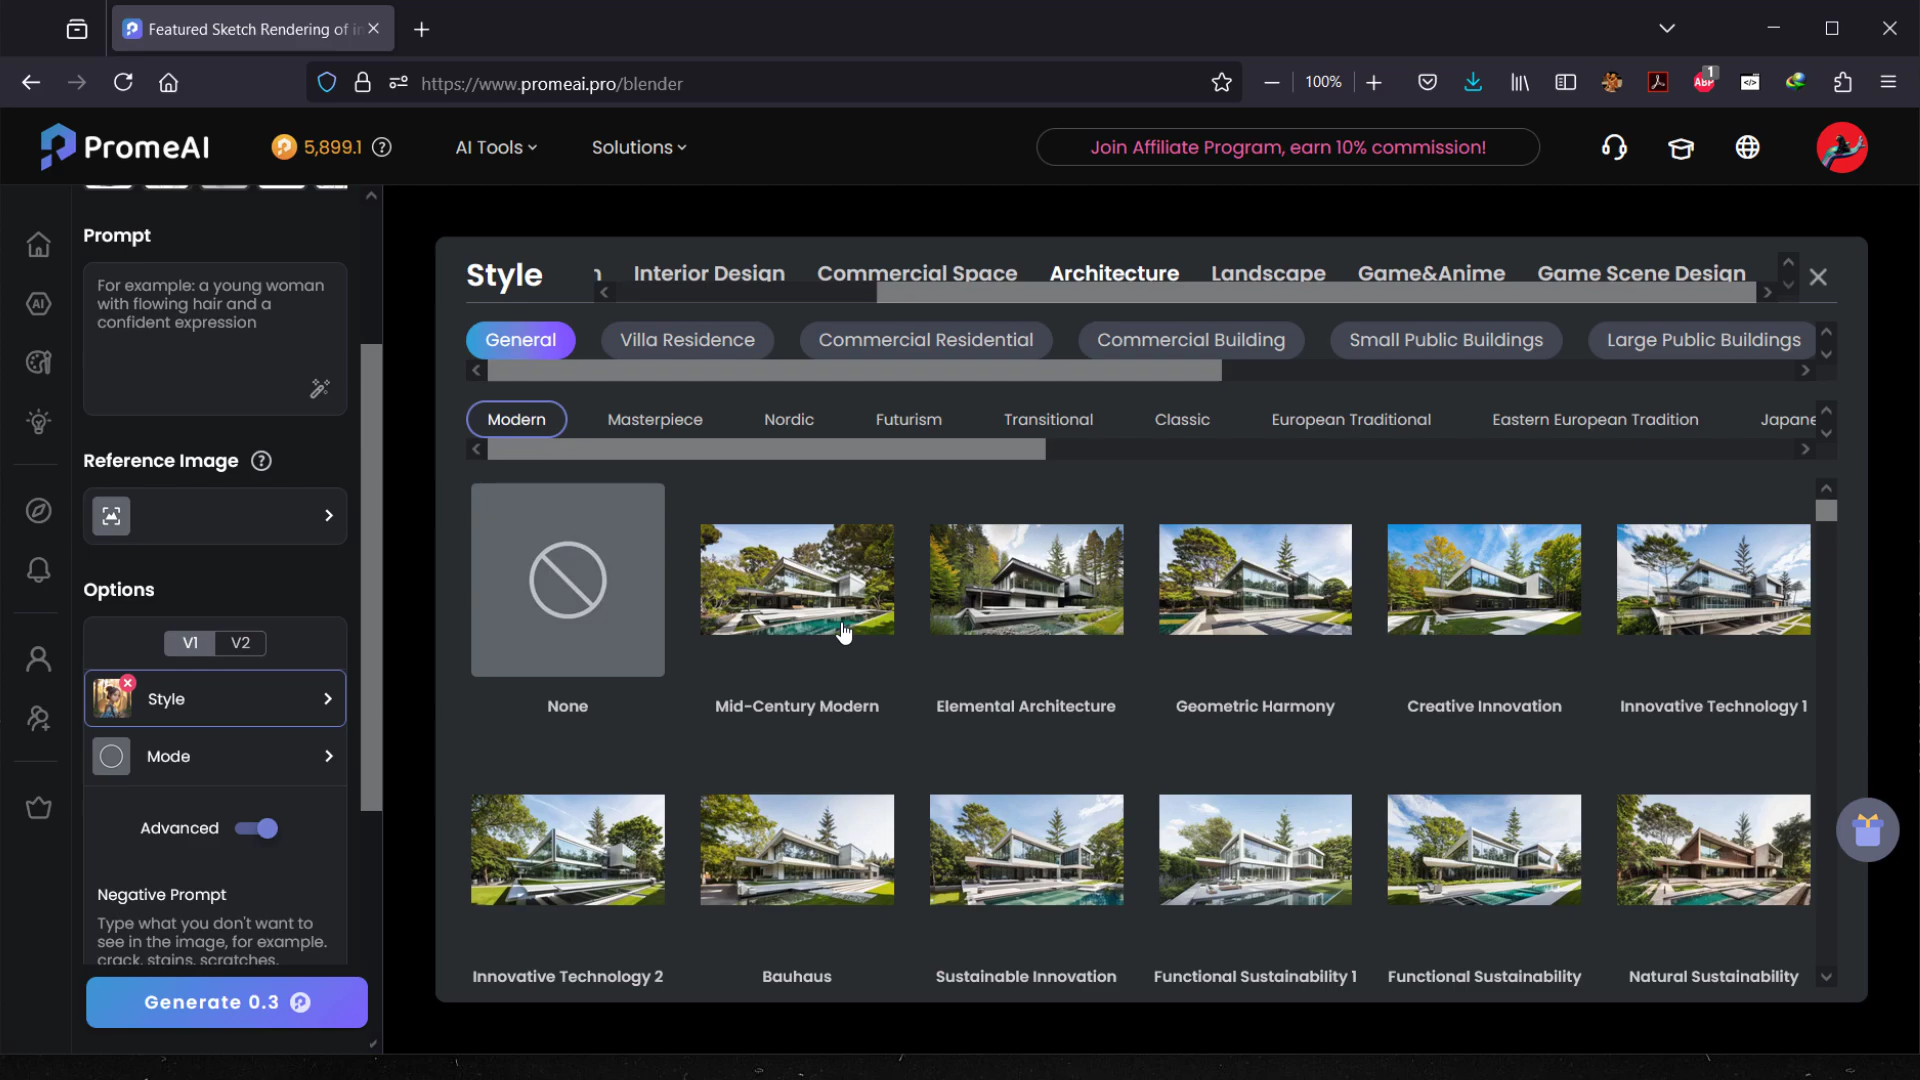 Featured Sketch Rendering of i
https://www.promeai.pro/blender
100%
ABP
1
PromeAI
5,899.1
AI Tools
Solutions
Join Affiliate Program, earn 10% commission!
Prompt
For example: a young woman
with flowing hair and a
confident expression
Reference Image
Options
V1
V2
Style
Mode
Advanced
Negative Prompt
Type what you don't want to
see in the image, for example.
crack, stains, scratches,
Generate 0.3
Style
n
Interior Design
Commercial Space
Architecture
Landscape
Game&Anime
Game Scene Design
General
Villa Residence
Commercial Residential
Commercial Building
Small Public Buildings
Large Public Buildings
Modern
Masterpiece
Nordic
Futurism
Transitional
Classic
European Traditional
Eastern European Tradition
Japane
None
Mid-Century Modern
Elemental Architecture
Geometric Harmony
Creative Innovation
Innovative Technology 1
Innovative Technology 2
Bauhaus
Sustainable Innovation
Functional Sustainability 1
Functional Sustainability
Natural Sustainability